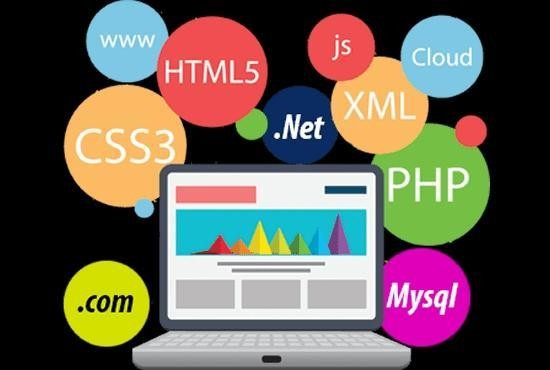 www
HTML5
js
Cloud
CSS3
.Net
XML
PHP
.com
Mysql